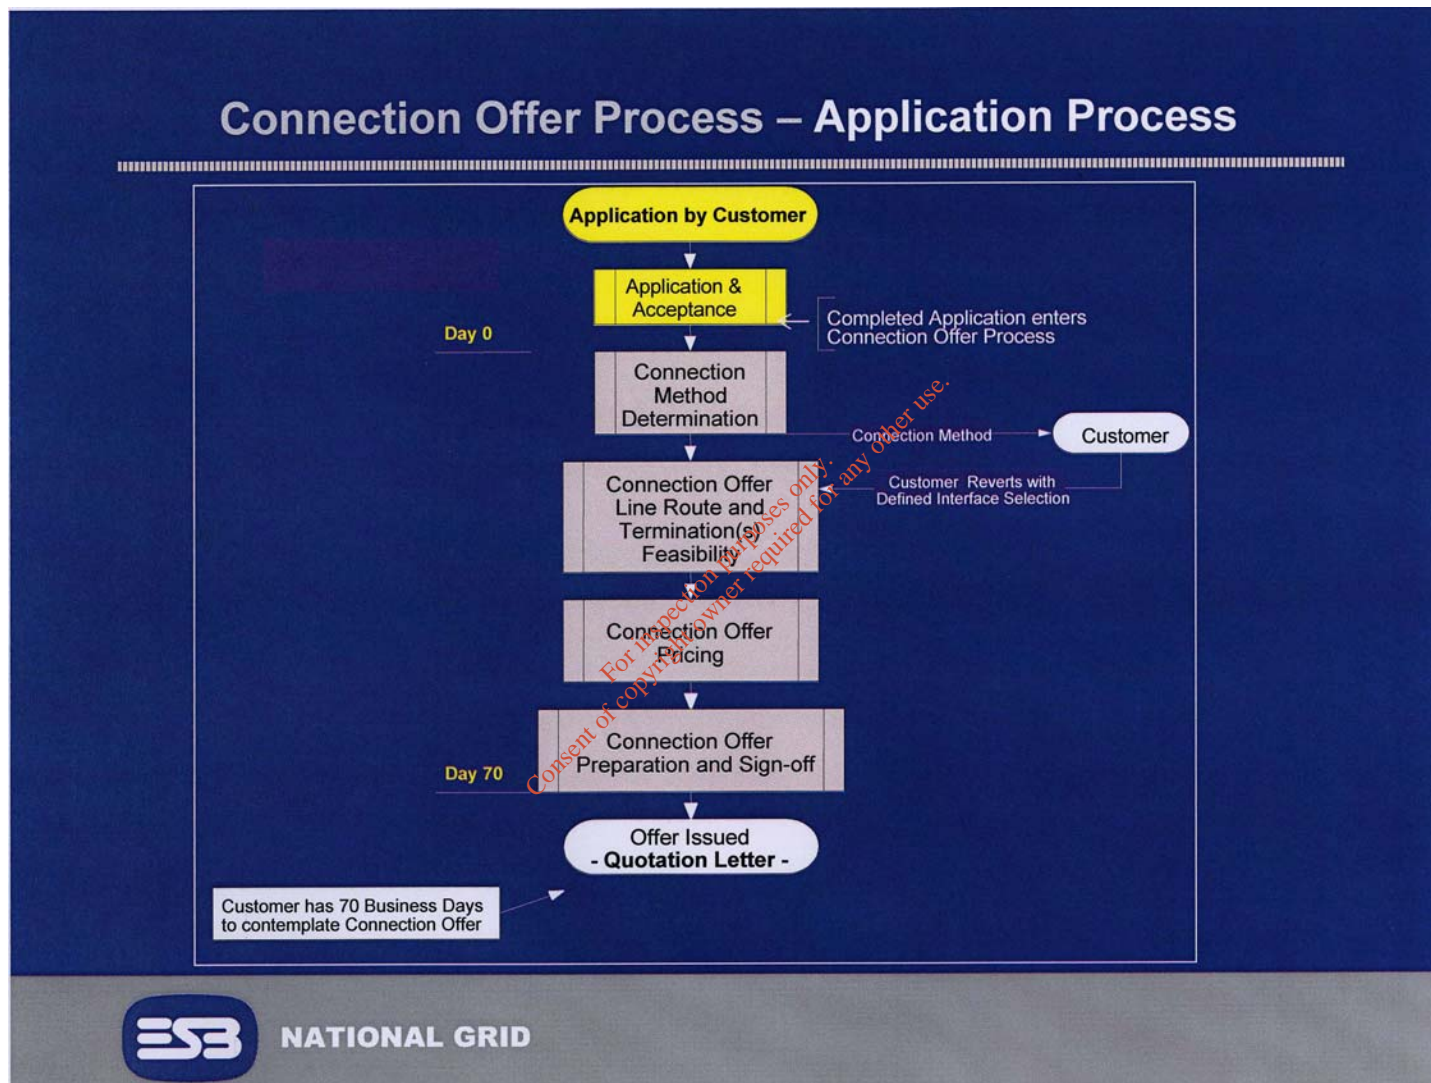 Connection Offer Process – Application Process
Application by Customer
Application &
Acceptance
Completed Application enters
Connection Offer Process
Day 0
Connection
Method
Determination
Connection Method
Customer
Customer Reverts with
Defined Interface Selection
Connection Offer
Line Route and
Termination(s)
Feasibility
Connection Offer
Pricing
Connection Offer
Preparation and Sign-off
Day 70
Offer Issued
- Quotation Letter -
Customer has 70 Business Days
to contemplate Connection Offer
For inspection purposes only.
Consent of copyright owner required for any other use.
ESB
NATIONAL GRID